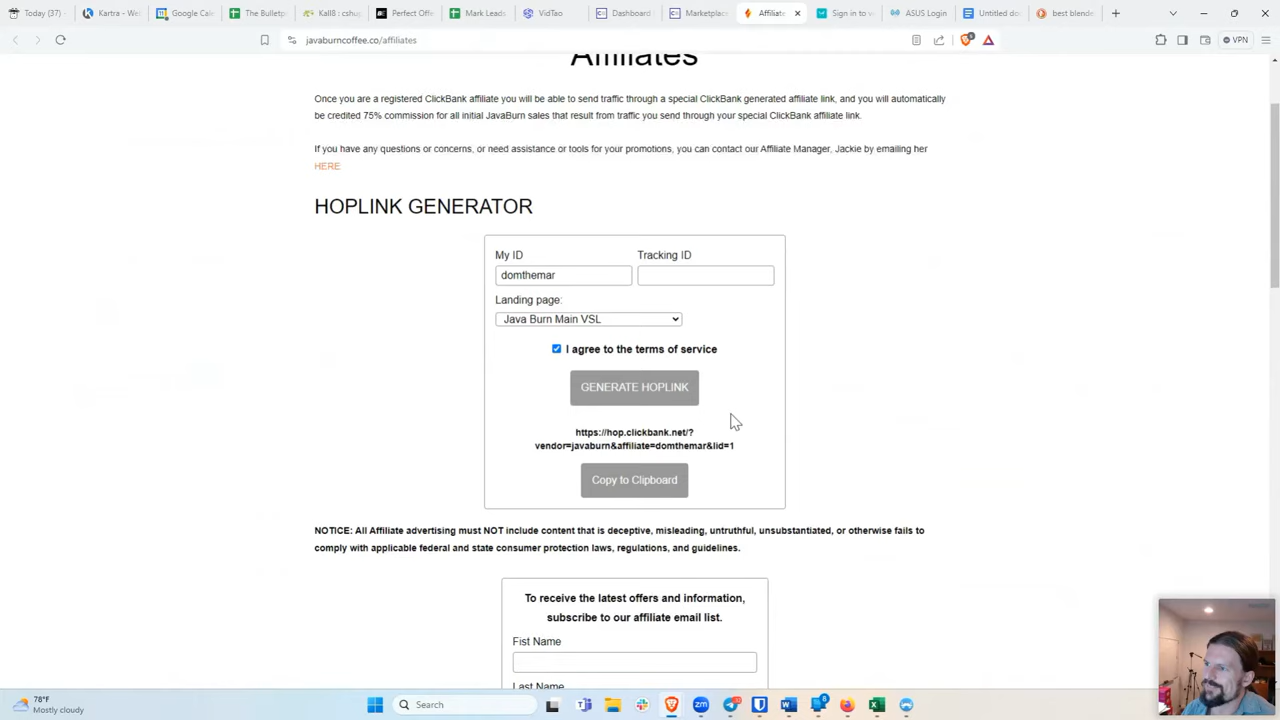 Today (37)
Kartra - We
Google Cale
The Bulletp
Kall8 : cshup
Perfect Off
Mark Leads
VidTao
Dashboard
Marketplac
Affiliate
Sign in to v
ASUS Login
Untitled do
best blende
javaburncoffee.co/affiliates
VPN
Affiliates
Once you are a registered ClickBank affiliate you will be able to send traffic through a special ClickBank generated affiliate link, and you will automatically
be credited 75% commission for all initial JavaBurn sales that result from traffic you send through your special ClickBank affiliate link.
If you have any questions or concerns, or need assistance or tools for your promotions, you can contact our Affiliate Manager, Jackie by emailing her
HERE
HOPLINK GENERATOR
My ID Tracking ID
domthemar
Landing page:
Java Burn Main VSL
I agree to the terms of service
GENERATE HOPLINK
https://hop.clickbank.net/?
vendor=javaburn&affiliate=domthemar&lid=1
Copy to Clipboard
NOTICE: All Affiliate advertising must NOT include content that is deceptive, misleading, untruthful, unsubstantiated, or otherwise fails to
comply with applicable federal and state consumer protection laws, regulations, and guidelines.
To receive the latest offers and information,
subscribe to our affiliate email list.
Fist Name
Last Name
78°F
Mostly cloudy
Search